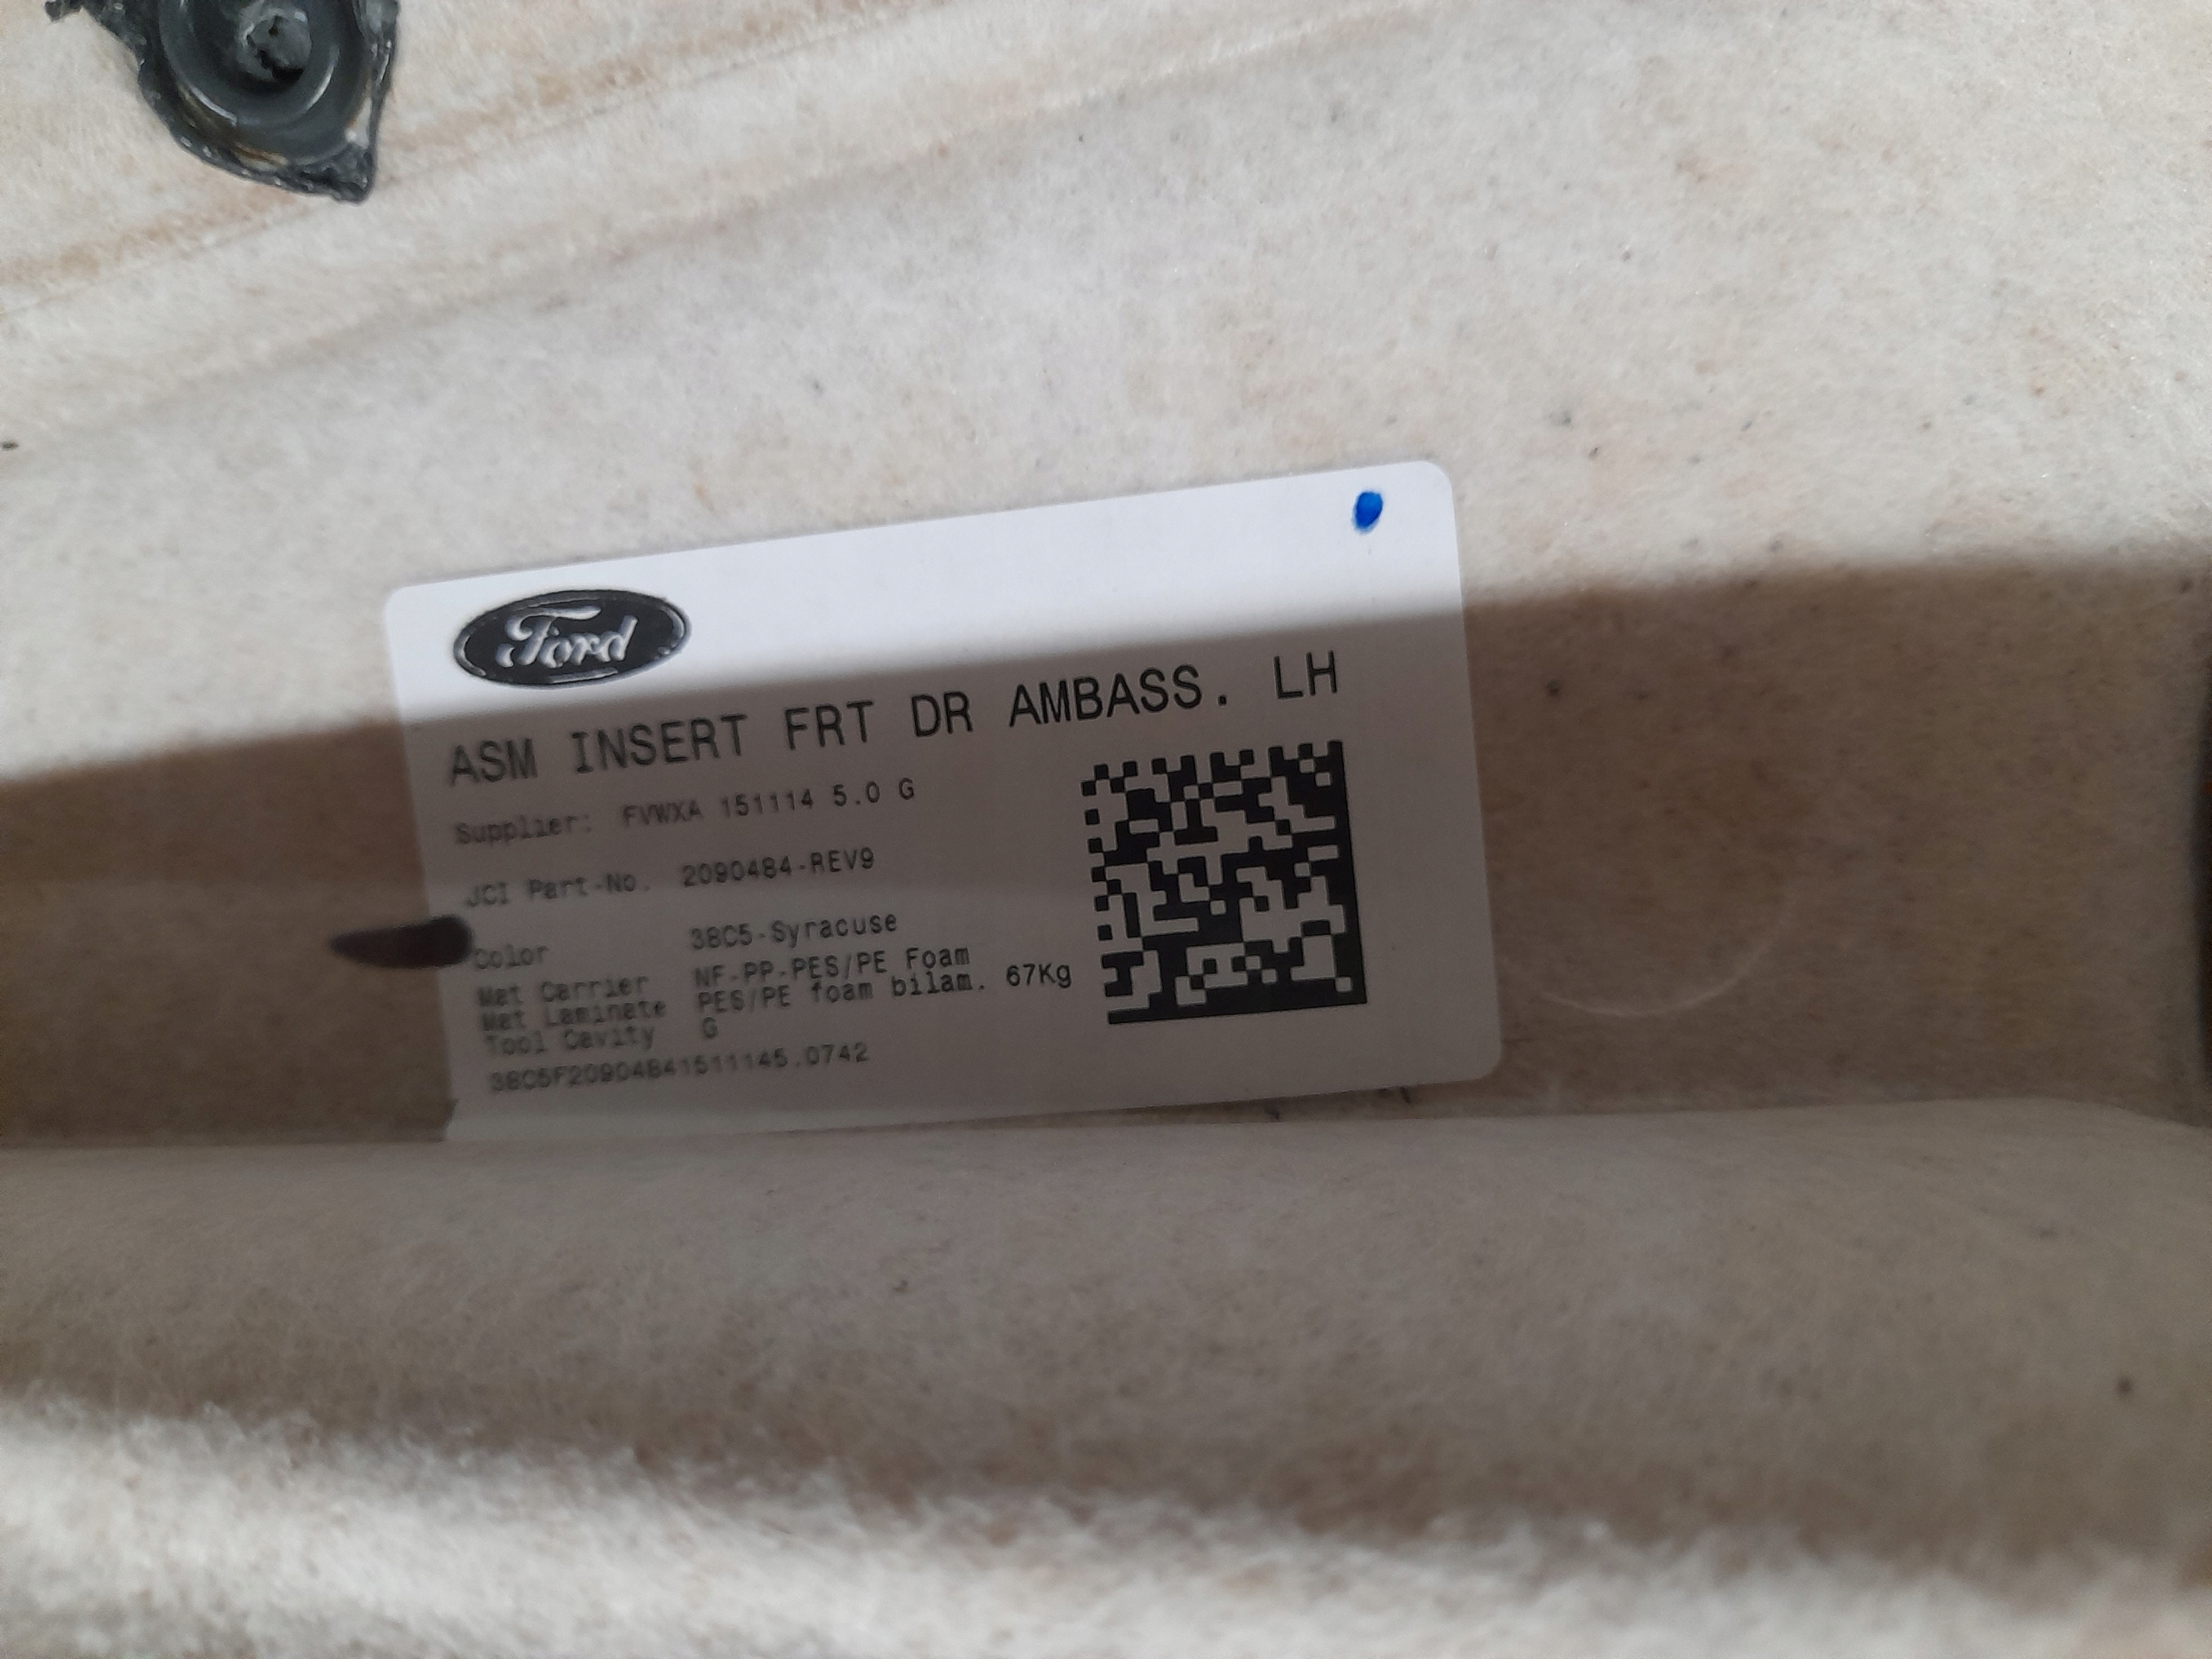 Ford
ASM INSERT FRT DR AMBASS. LH
Supplier: FVWXA 151114 5.0 G
JCI Part-No. 2090484-REV9
Color 38C5-Syracuse
Mat Carrier NF-PP-PES/PE Foam
Mat Laminate PES/PE foam bilam. 67Kg
Tool Cavity G
38C5F20904841511145.0742